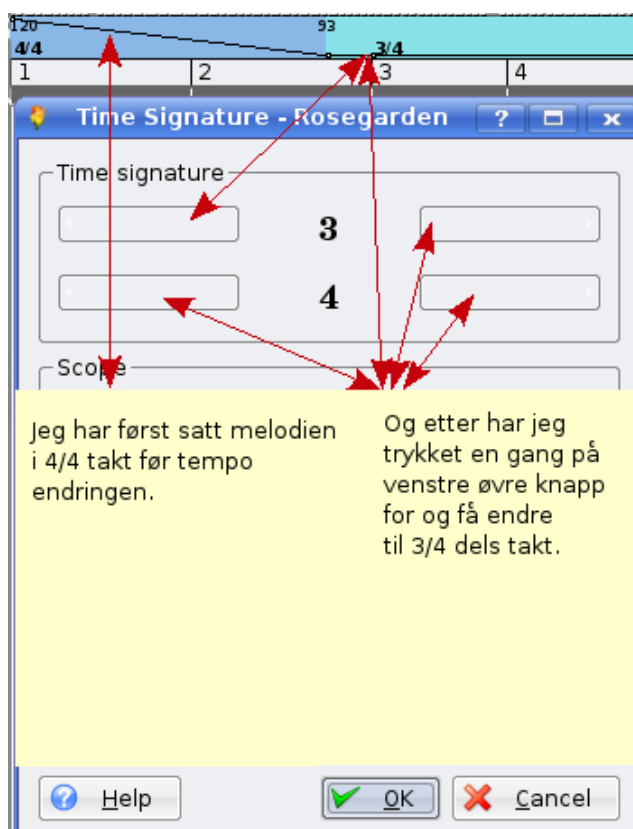 120 93
4/4 3/4
1 2 3 4
Time Signature - Rosegarden ?
Time signature
3
4
Scope
Jeg har først satt melodien
i 4/4 takt før tempo
endringen.
Og etter har jeg
trykket en gang på
venstre øvre knapp
for og få endre
til 3/4 dels takt.
Help OK Cancel